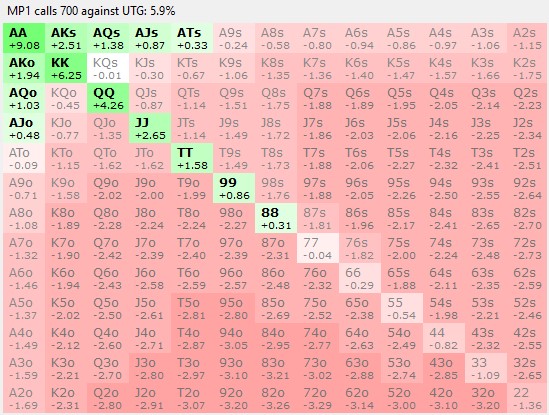 MP1 calls 700 against UTG: 5.9%
AA AKs AQs AJs ATs A9s A8s A7s A6s A5s A4s A3s A2s
+9.08 +2.51 +1.38 +0.87 +0.33 -0.24 -0.58 -0.80 -0.94 -0.86 -0.97 -1.06 -1.15
AKo KK KQs KJs KTs K9s K8s K7s K6s K5s K4s K3s K2s
+1.94 +6.25 -0.01 -0.30 -0.67 -1.06 -1.35 -1.36 -1.40 -1.47 -1.57 -1.66 -1.75
AQo KQo QQ QJs QTs Q9s Q8s Q7s Q6s Q5s Q4s Q3s Q2s
+1.03 -0.45 +4.26 -0.87 -1.14 -1.51 -1.75 -1.88 -1.89 -1.95 -2.05 -2.14 -2.23
AJo KJo QJo JJ JTs J9s J8s J7s J6s J5s J4s J3s J2s
+0.48 -0.77 -1.35 +2.65 -1.14 -1.49 -1.72 -1.86 -2.03 -2.06 -2.16 -2.25 -2.34
ATo KTo QTo JTo TT T9s T8s T7s T6s T5s T4s T3s T2s
-0.09 -1.15 -1.62 -1.62 +1.58 -1.49 -1.73 -1.88 -2.06 -2.27 -2.32 -2.41 -2.51
A9o K9o Q9o J9o T9o 99 98s 97s 96s 95s 94s 93s 92s
-0.71 -1.58 -2.02 -2.00 -1.99 +0.86 -1.76 -1.88 -2.05 -2.26 -2.50 -2.55 -2.64
A8o K8o Q8o J8o T8o 98o 88 87s 86s 85s 84s 83s 82s
-1.08 -1.89 -2.28 -2.24 -2.24 -2.27 +0.31 -1.81 -1.96 -2.17 -2.41 -2.65 -2.70
A7o K7o Q7o J7o T7o 97o 87o 77 76s 75s 74s 73s 72s
-1.32 -1.90 -2.42 -2.39 -2.40 -2.39 -2.31 -0.04 -1.82 -2.00 -2.24 -2.48 -2.73
A6o K6o Q6o J6o T6o 96o 86o 76o 66 65s 64s 63s 62s
-1.46 -1.94 -2.43 -2.58 -2.59 -2.57 -2.48 -2.32 -0.29 -1.88 -2.11 -2.35 -2.59
A5o K5o Q5o J5o T5o 95o 85o 75o 65o 55 54s 53s 52s
-1.37 -2.02 -2.50 -2.61 -2.81 -2.80 -2.69 -2.52 -2.38 -0.54 -1.98 -2.21 -2.46
A4o K4o Q4o J4o T4o 94o 84o 74o 64o 54o 44 43s 42s
-1.49 -2.12 -2.60 -2.71 -2.87 -3.05 -2.95 -2.77 -2.63 -2.49 -0.82 -2.32 -2.55
A3o K3o Q3o J3o T3o 93o 83o 73o 63o 53o 43o 33 32s
-1.59 -2.21 -2.70 -2.80 -2.97 -3.10 -3.21 -3.02 -2.88 -2.74 -2.85 -1.09 -2.65
A2o K2o Q2o J2o T2o 92o 82o 72o 62o 52o 42o 32o 22
-1.69 -2.31 -2.80 -2.91 -3.07 -3.20 -3.26 -3.29 -3.14 -3.00 -3.10 -3.20 -1.36